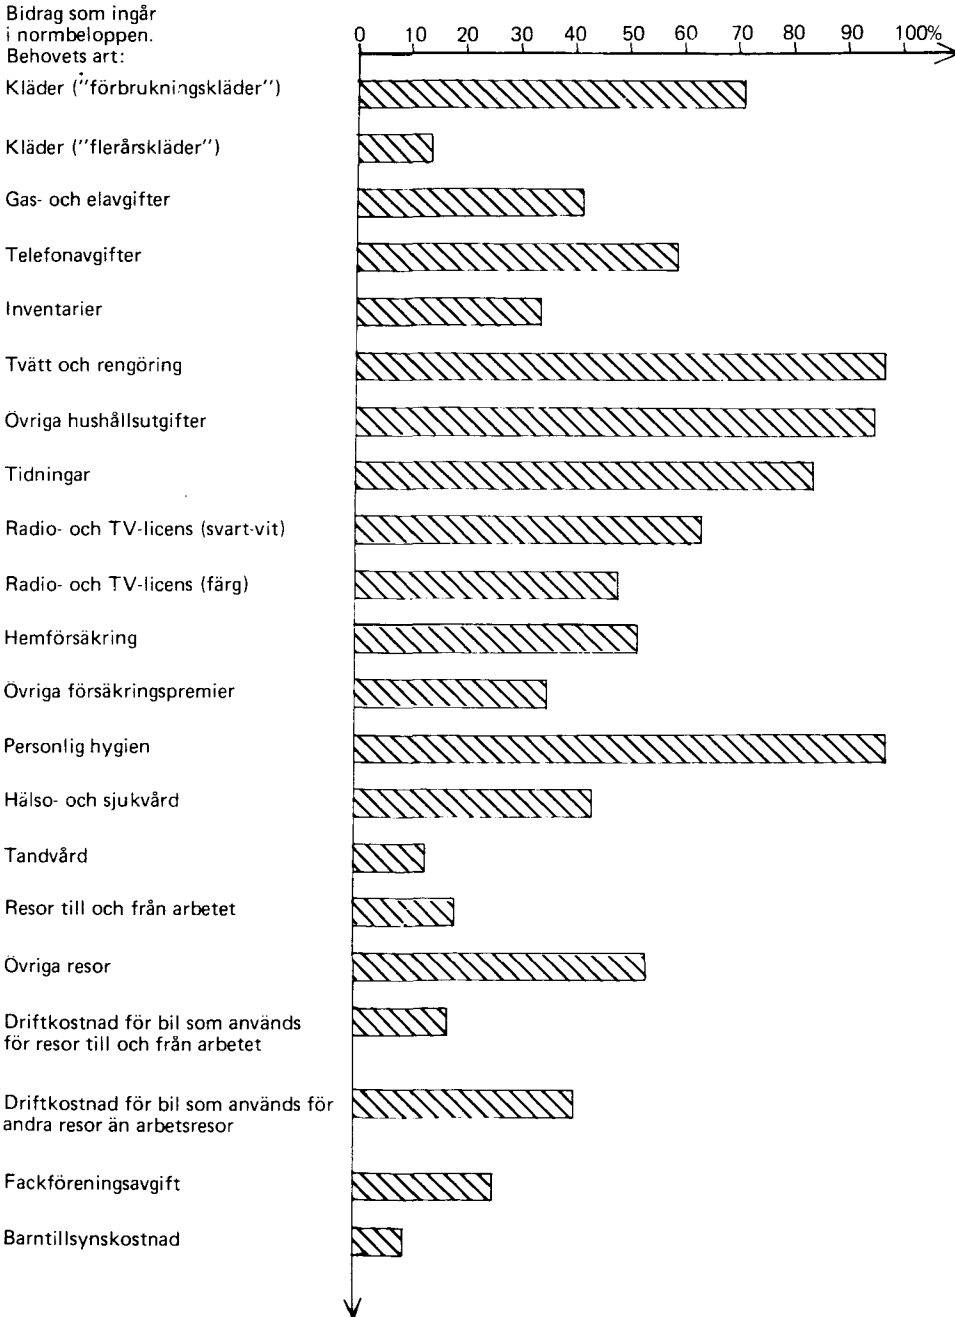 Bidrag som ingår
i normbeloppen.
Behovets art:
0 10 20 30 40 50 60 70 80 90 100%
Kläder (″förbrukningskläder″)
Kläder (″flerårskläder″)
Gas- och elavgifter
Telefonavgifter
Inventarier
Tvätt och rengöring
Övriga hushållsutgifter
Tidningar
Radio- och TV-licens (svart-vit)
Radio- och TV-licens (färg)
Hemförsäkring
Övriga försäkringspremier
Personlig hygien
Hälso- och sjukvård
Tandvård
Resor till och från arbetet
Övriga resor
Driftkostnad för bil som används
för resor till och från arbetet
Driftkostnad för bil som används för
andra resor än arbetsresor
Fackföreningsavgift
Barntillsynskostnad